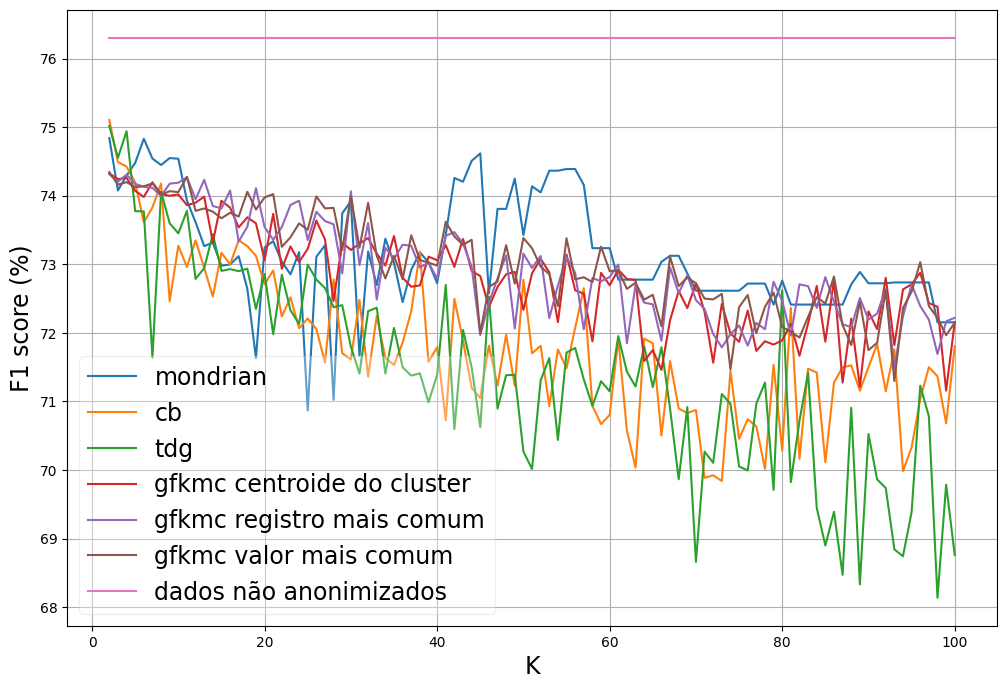 F1 score (%)
76
75
74
73
72
71
70
69
68
mondrian
cb
tdg
gfkmc centroide do cluster
gfkmc registro mais comum
gfkmc valor mais comum
dados não anonimizados
0 20 40 60 80 100
K